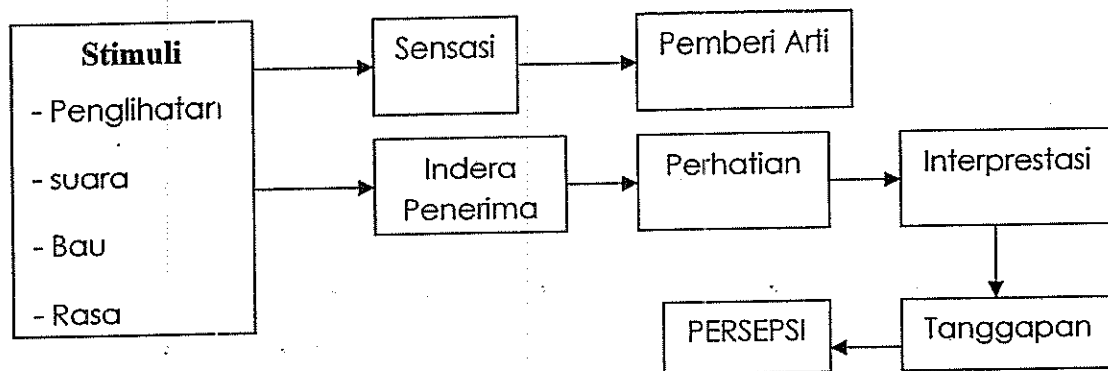 Stimuli
- Penglihatan
- suara
- Bau
- Rasa
Sensasi
Pemberi Arti
Indera
Penerima
Perhatian
Interprestasi
Tanggapan
PERSEPSI